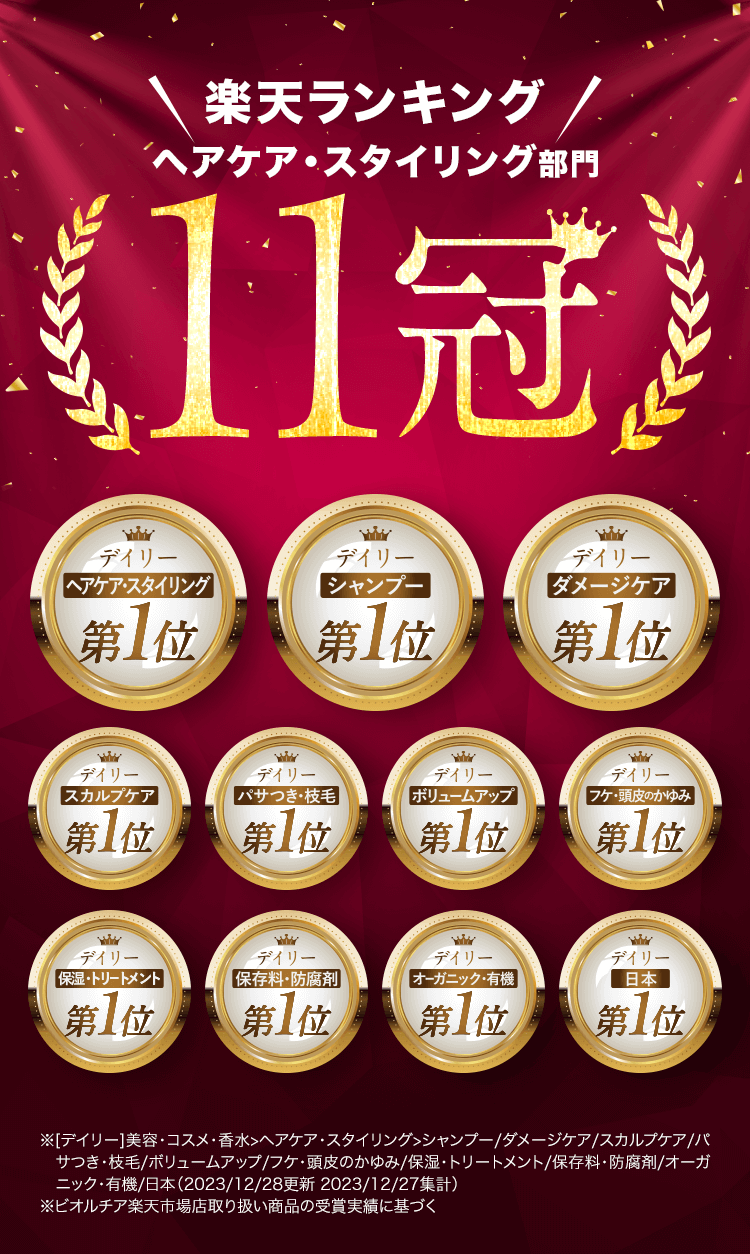 楽天ランキング
ヘアケア・スタイリング部門
11冠
デイリー
ヘアケア・スタイリング
第1位
デイリー
シャンプー
第1位
デイリー
ダメージケア
第1位
デイリー
スカルプケア
第1位
デイリー
パサつき・枝毛
第1位
デイリー
ボリュームアップ
第1位
デイリー
フケ・頭皮のかゆみ
第1位
デイリー
保湿・トリートメント
第1位
デイリー
保存料・防腐剤
第1位
デイリー
オーガニック・有機
第1位
デイリー
日本
第1位
※[デイリー]美容・コスメ・香水>ヘアケア・スタイリング>シャンプー/ダメージケア/スカルプケア/パ
サつき・枝毛/ボリュームアップ/フケ・頭皮のかゆみ/保湿・トリートメント/保存料・防腐剤/オーガ
ニック・有機/日本(2023/12/28更新 2023/12/27集計)
※ビオルチア楽天市場店取り扱い商品の受賞実績に基づく